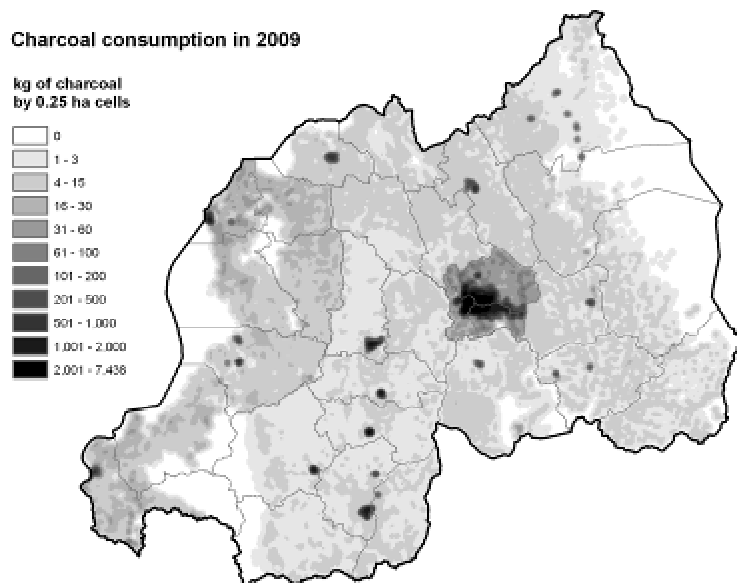 Charcoal consumption in 2009
kg of charcoal
by 0.25 ha cells
0
1 - 3
4 - 15
16 - 30
31 - 60
61 - 100
101 - 200
201 - 500
501 - 1,000
1,001 - 2,000
2,001 - 7,436